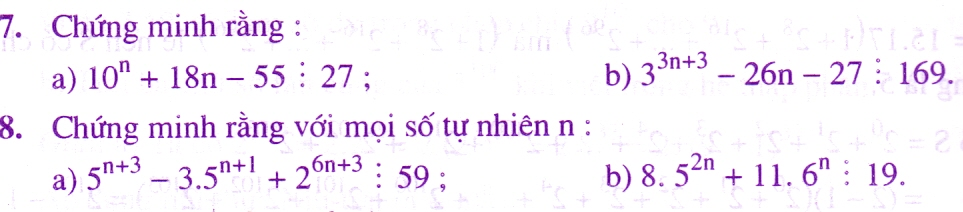 7. Chứng minh rằng :
a) 10ⁿ + 18n – 55 ⋮ 27 ; b) 3³ⁿ⁺³ – 26n – 27 ⋮ 169.
8. Chứng minh rằng với mọi số tự nhiên n :
a) 5ⁿ⁺³ – 3.5ⁿ⁺¹ + 2⁶ⁿ⁺³ ⋮ 59 ; b) 8. 5²ⁿ + 11. 6ⁿ ⋮ 19.